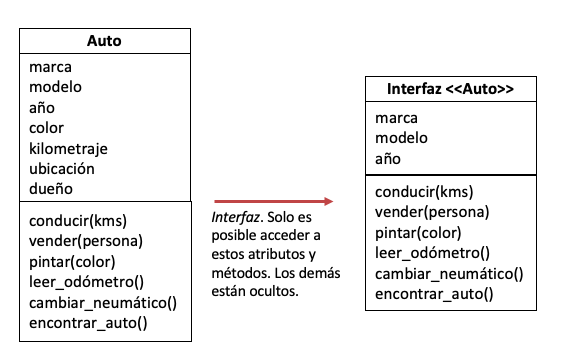 Auto
marca
modelo
año
color
kilometraje
ubicación
dueño
conducir(kms)
vender(persona)
pintar(color)
leer_odómetro()
cambiar_neumático()
encontrar_auto()
Interfaz. Solo es
posible acceder a
estos atributos y
métodos. Los demás
están ocultos.
Interfaz <<Auto>>
marca
modelo
año
conducir(kms)
vender(persona)
pintar(color)
leer_odómetro()
cambiar_neumático()
encontrar_auto()